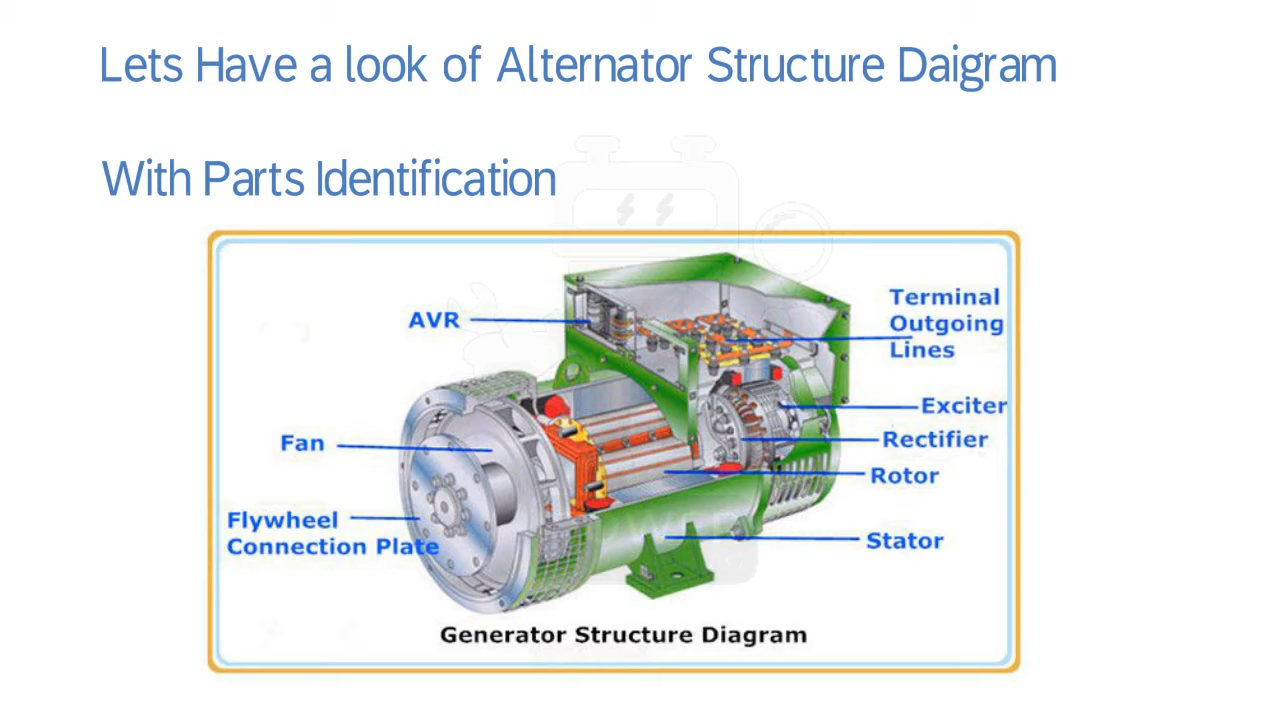 Lets Have a look of Alternator Structure Daigram
With Parts Identification
AVR
Terminal
Outgoing
Lines
Exciter
Fan
Rectifier
Rotor
Flywheel
Connection Plate
Stator
Generator Structure Diagram